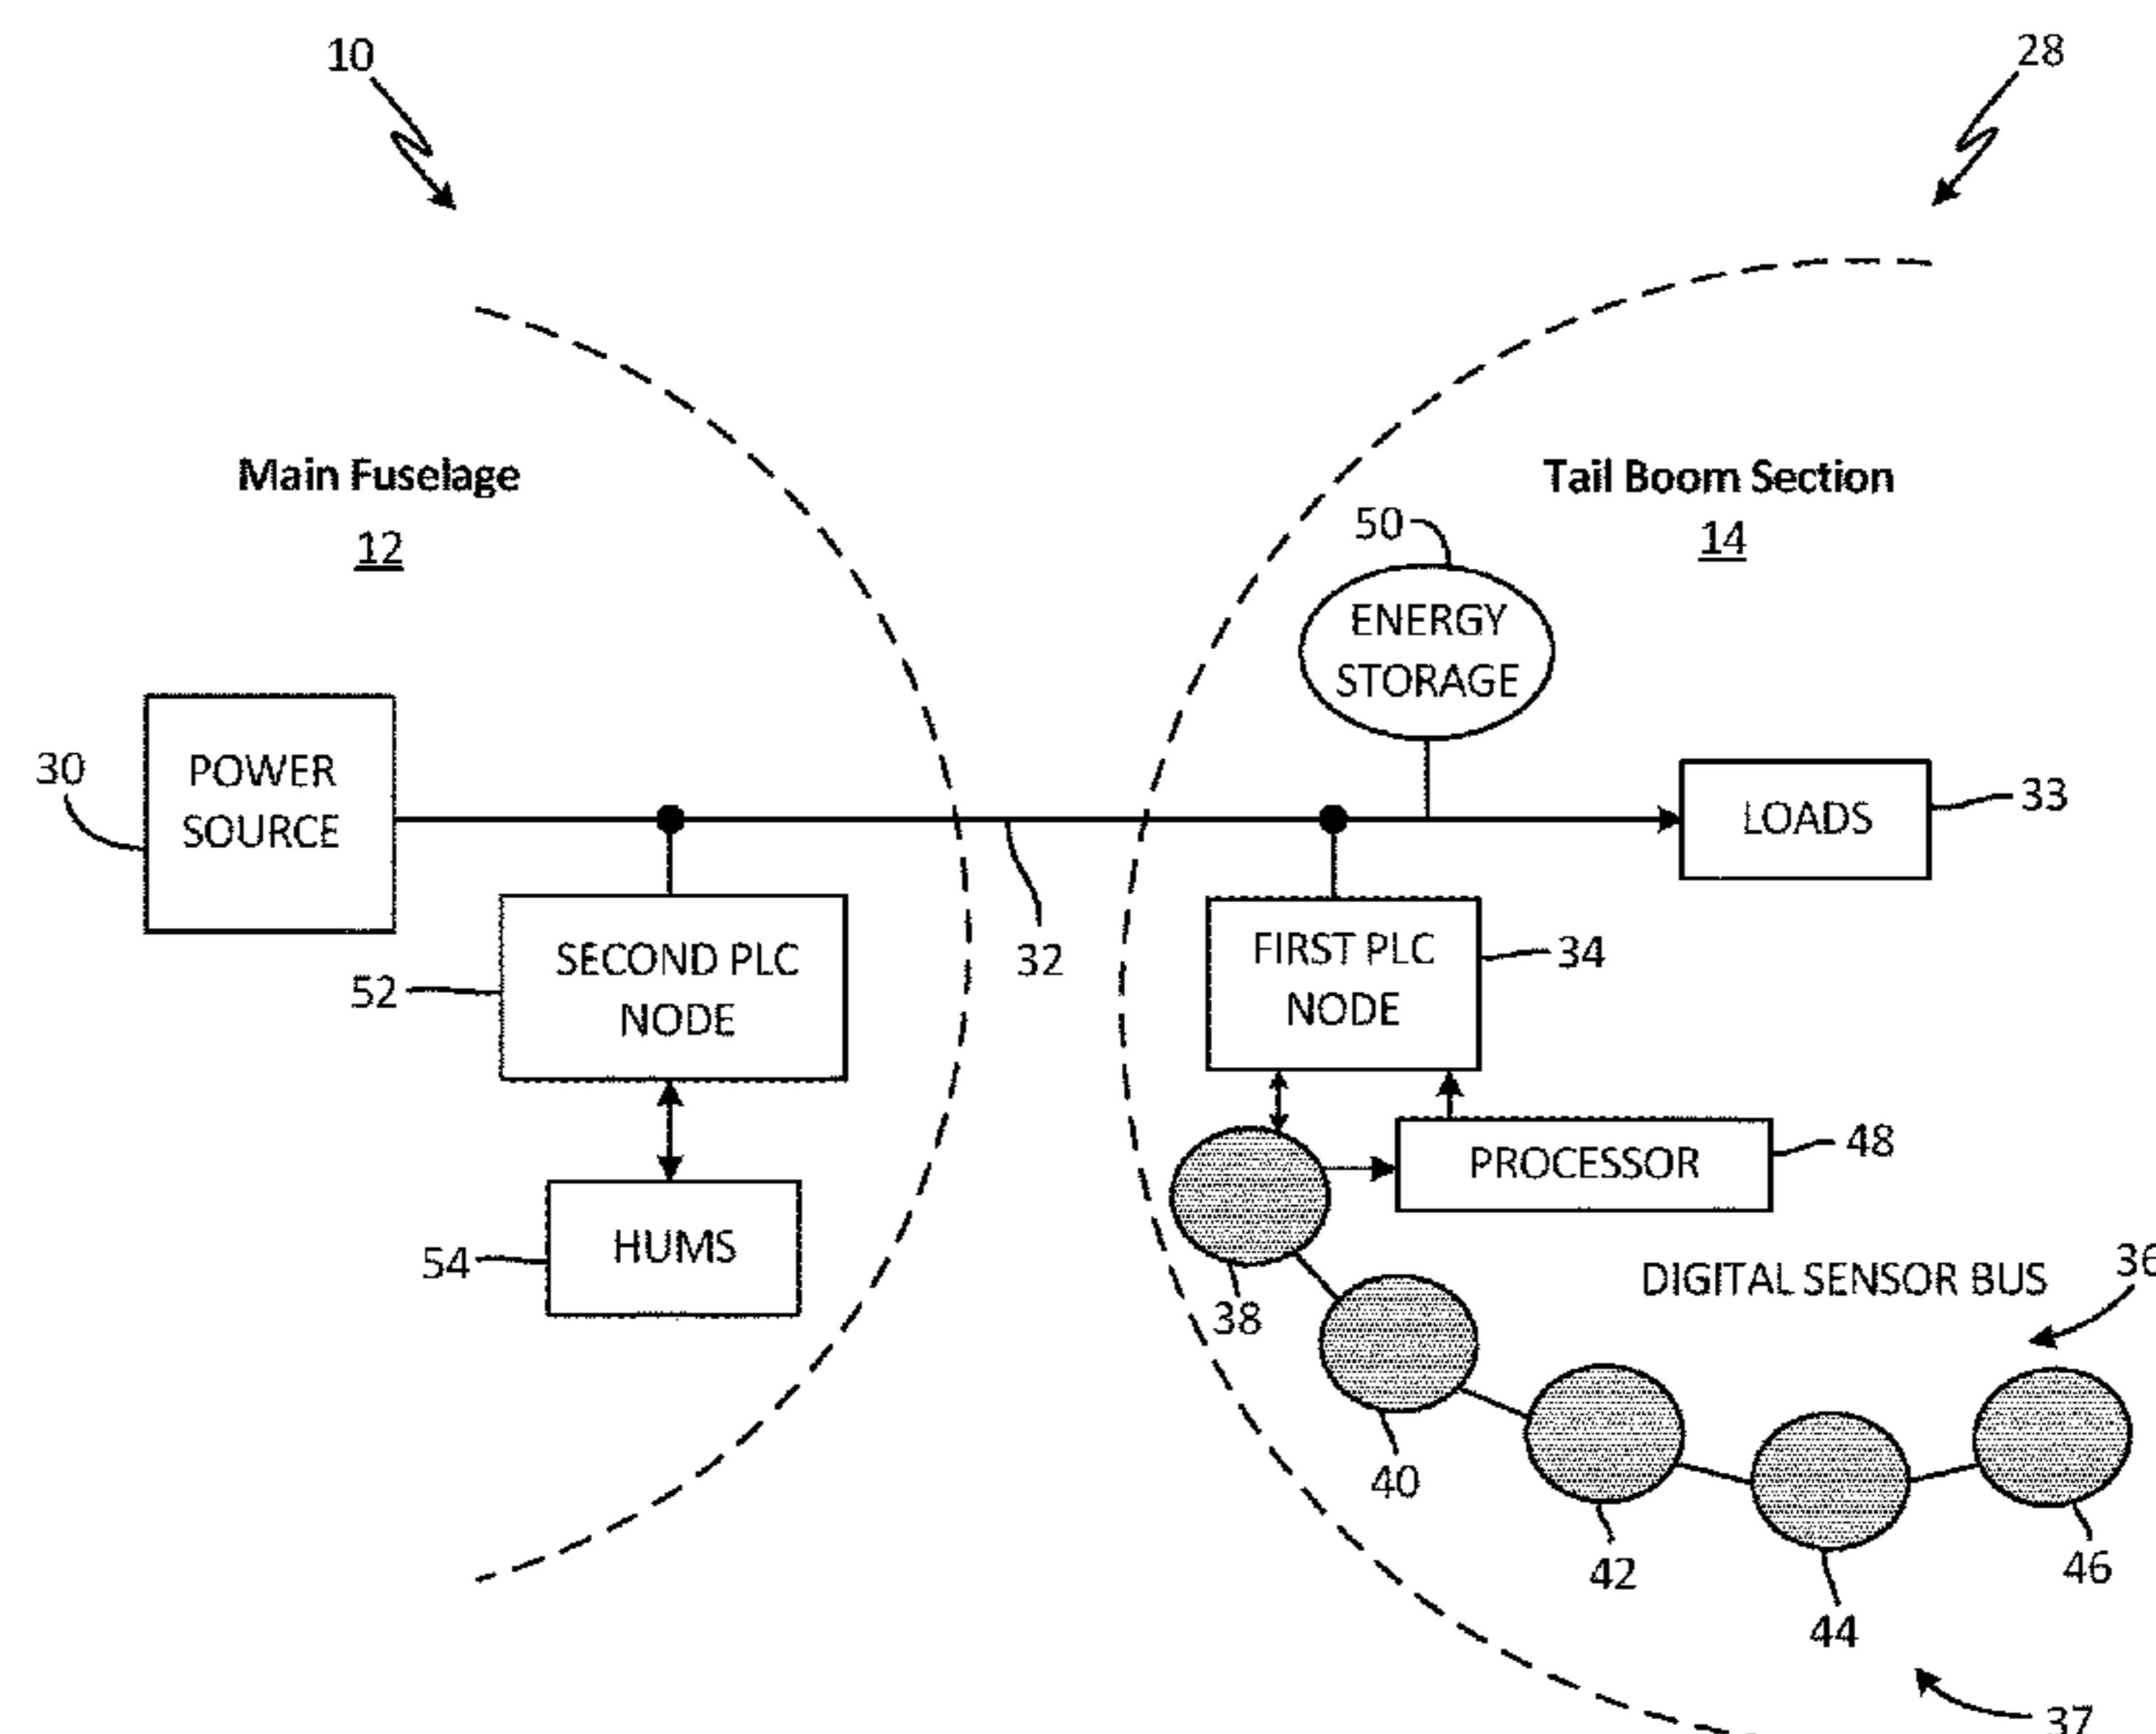 10
28
Main Fuselage
12
Tail Boom Section
14
50
ENERGY
STORAGE
30
POWER
SOURCE
LOADS
33
32
52
SECOND PLC
NODE
FIRST PLC
NODE
34
PROCESSOR
48
54
HUMS
38
DIGITAL SENSOR BUS
36
40
42
44
46
37